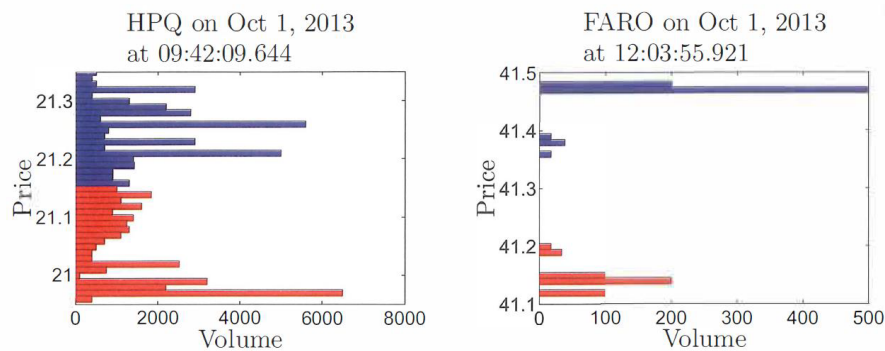 HPQ on Oct 1, 2013
at 09:42:09.644
21.3
21.2
21.1
21
Price
0
2000
4000
6000
8000
Volume
FARO on Oct 1, 2013
at 12:03:55.921
41.5
41.4
41.3
41.2
41.1
Price
0
100
200
300
400
500
Volume